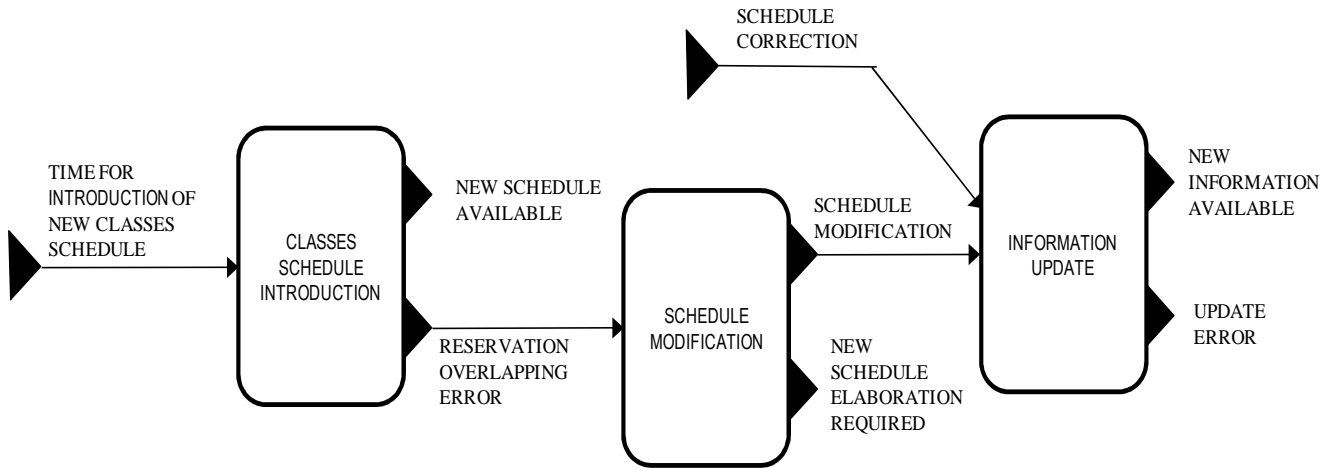 SCHEDULE
CORRECTION
TIME FOR
INTRODUCTION OF
NEW CLASSES
SCHEDULE
CLASSES
SCHEDULE
INTRODUCTION
NEW SCHEDULE
AVAILABLE
RESERVATION
OVERLAPPING
ERROR
SCHEDULE
MODIFICATION
SCHEDULE
MODIFICATION
NEW
SCHEDULE
ELABORATION
REQUIRED
INFORMATION
UPDATE
NEW
INFORMATION
AVAILABLE
UPDATE
ERROR